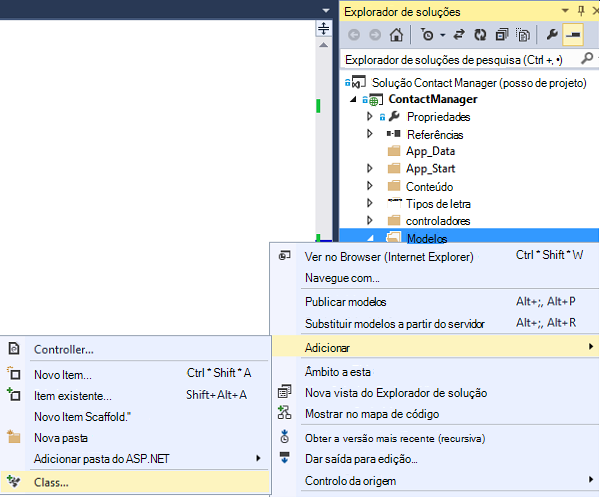 Explorador de soluções
Explorador de soluções de pesquisa (Ctrl +, •)
Solução Contact Manager (posso de projeto)
ContactManager
Propriedades
Referências
App_Data
App_Start
Conteúdo
Tipos de letra
controladores
Modelos
Ver no Browser (Internet Explorer) Ctrl * Shift * W
Navegue com...
Publicar modelos Alt+;, Alt+P
Substituir modelos a partir do servidor Alt+;, Alt+R
Adicionar
Âmbito a esta
Nova vista do Explorador de solução
Mostrar no mapa de código
Obter a versão mais recente (recursiva)
Dar saída para edição...
Controlo da origem
Controller...
Novo Item... Ctrl * Shift * A
Item existente... Shift+Alt+A
Novo Item Scaffold."
Nova pasta
Adicionar pasta do ASP.NET
Class...